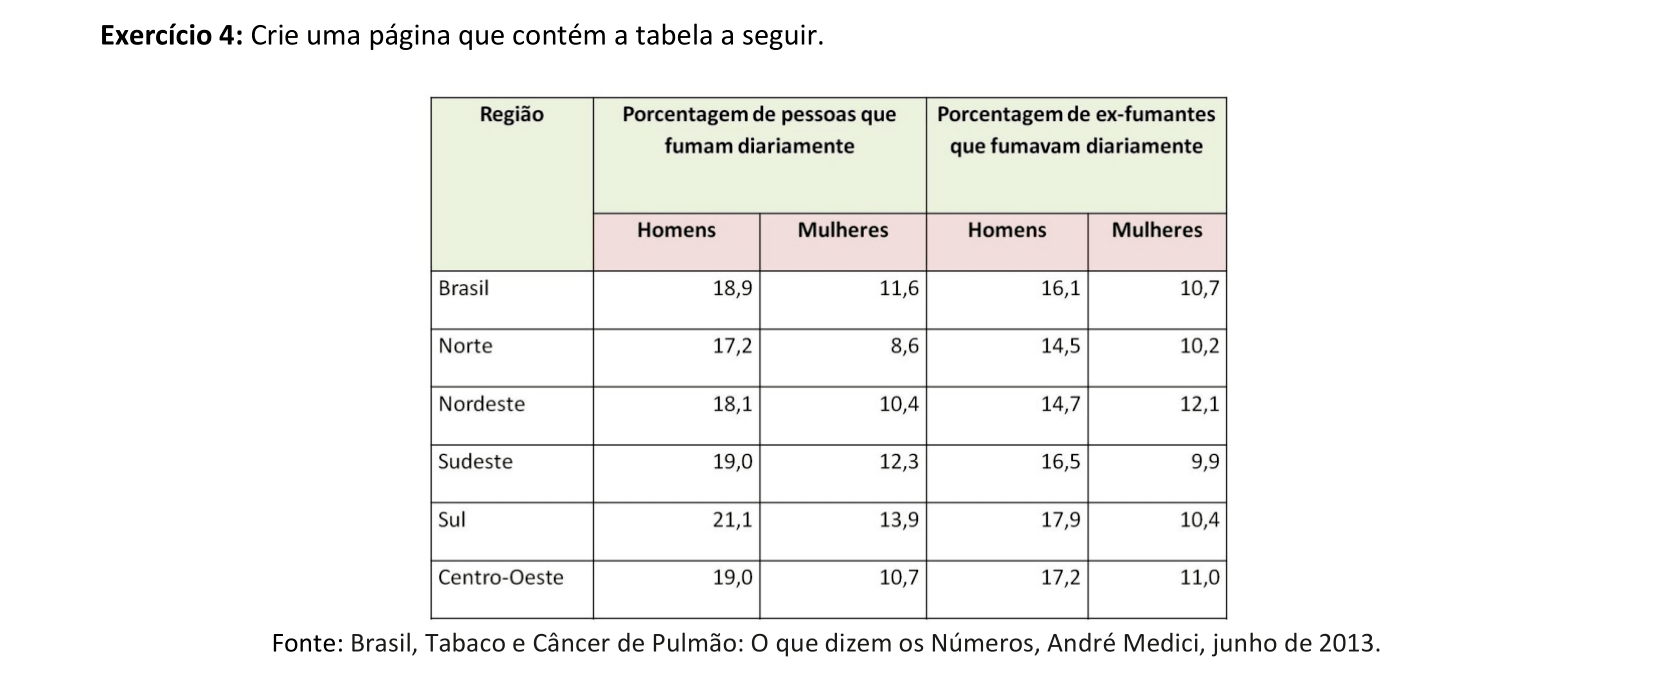 Exercício 4: Crie uma página que contém a tabela a seguir.
Região Porcentagem de pessoas que fumam diariamente Porcentagem de ex-fumantes que fumavam diariamente
Homens Mulheres Homens Mulheres
Brasil 18,9 11,6 16,1 10,7
Norte 17,2 8,6 14,5 10,2
Nordeste 18,1 10,4 14,7 12,1
Sudeste 19,0 12,3 16,5 9,9
Sul 21,1 13,9 17,9 10,4
Centro-Oeste 19,0 10,7 17,2 11,0
Fonte: Brasil, Tabaco e Câncer de Pulmão: O que dizem os Números, André Medici, junho de 2013.